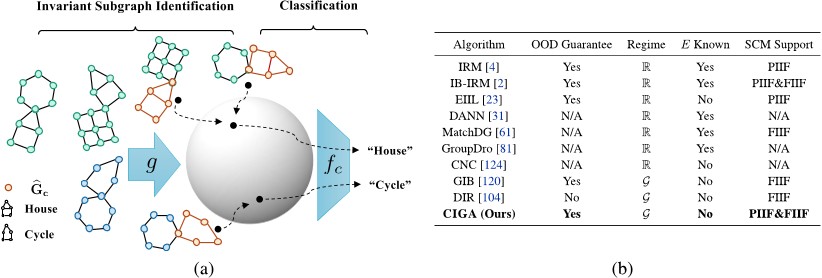 Invariant Subgraph Identification
Classification
g
f_c
"House"
"Cycle"
Ĝ_c
House
Cycle
(a)
Algorithm OOD Guarantee Regime E Known SCM Support
IRM [4] Yes ℝ Yes PIIF
IB-IRM [2] Yes ℝ Yes PIIF&FIIF
EIIL [23] Yes ℝ No PIIF
DANN [31] N/A ℝ Yes N/A
MatchDG [61] N/A ℝ Yes FIIF
GroupDro [81] N/A ℝ Yes N/A
CNC [124] N/A ℝ No N/A
GIB [120] Yes 𝒢 No FIIF
DIR [104] No 𝒢 No FIIF
CIGA (Ours) Yes 𝒢 No PIIF&FIIF
(b)